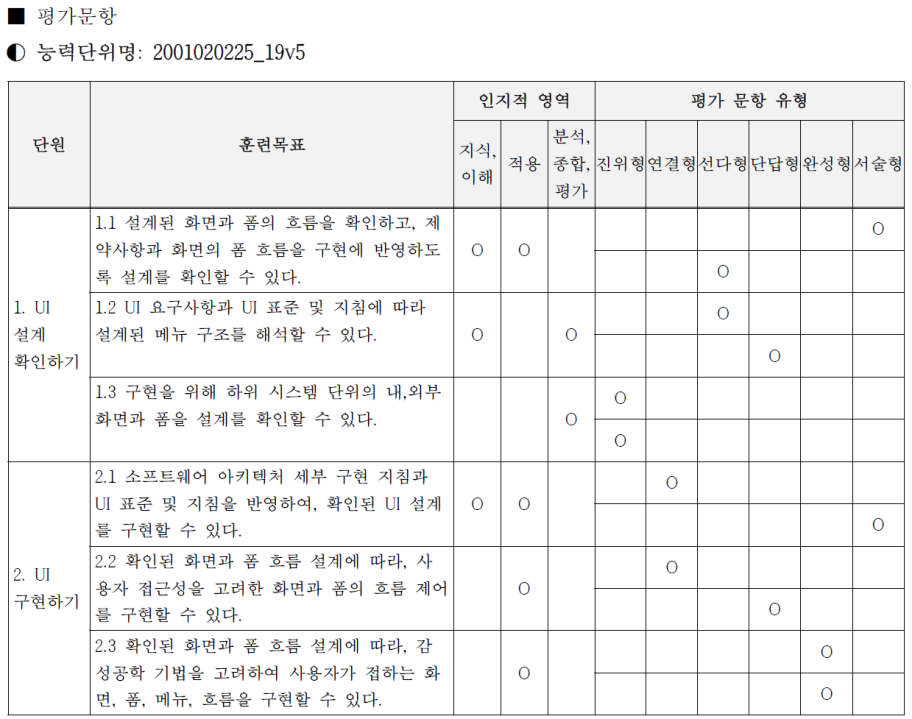 ■ 평가문항
◐ 능력단위명: 2001020225_19v5
단원 훈련목표 인지적 영역 평가 문항 유형
지식, 이해 적용 분석, 종합, 평가 진위형 연결형 선다형 단답형 완성형 서술형
1. UI
설계
확인하기
1.1 설계된 화면과 폼의 흐름을 확인하고, 제
약사항과 화면의 폼 흐름을 구현에 반영하도
록 설계를 확인할 수 있다.
O O
O
O
1.2 UI 요구사항과 UI 표준 및 지침에 따라
설계된 메뉴 구조를 해석할 수 있다.
O O
O
O
1.3 구현을 위해 하위 시스템 단위의 내,외부
화면과 폼을 설계를 확인할 수 있다.
O
O
O
2. UI
구현하기
2.1 소프트웨어 아키텍처 세부 구현 지침과
UI 표준 및 지침을 반영하여, 확인된 UI 설계
를 구현할 수 있다.
O O
O
O
2.2 확인된 화면과 폼 흐름 설계에 따라, 사
용자 접근성을 고려한 화면과 폼의 흐름 제어
를 구현할 수 있다.
O
O
O
2.3 확인된 화면과 폼 흐름 설계에 따라, 감
성공학 기법을 고려하여 사용자가 접하는 화
면, 폼, 메뉴, 흐름을 구현할 수 있다.
O
O
O